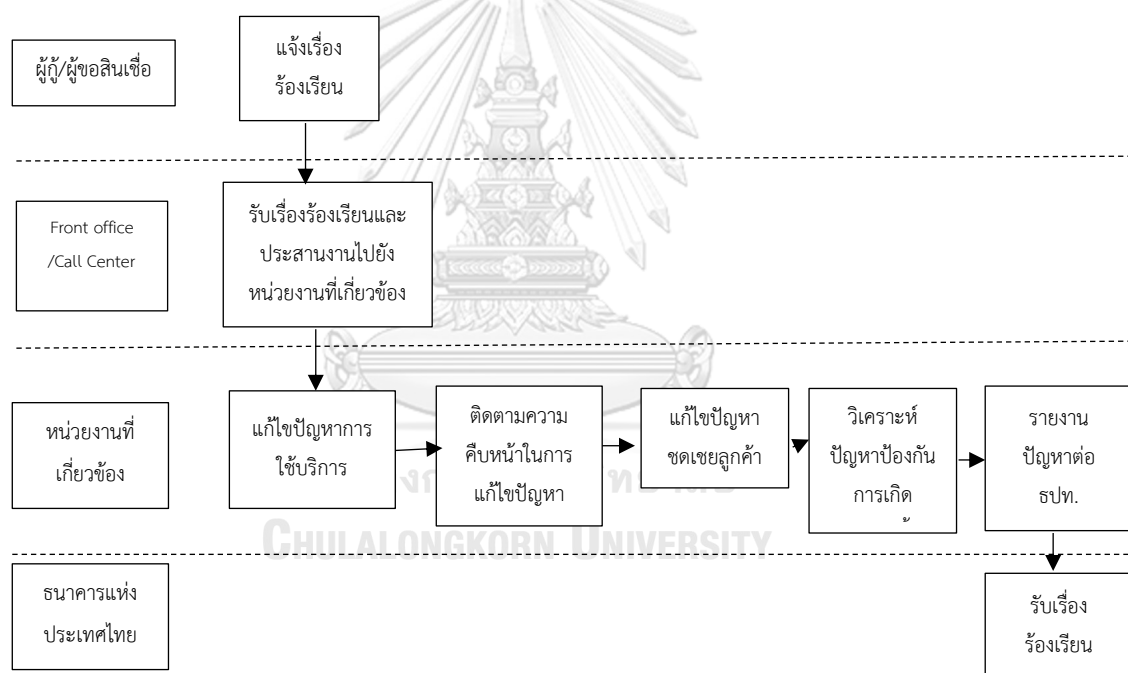 ผู้กู้/ผู้ขอสินเชื่อ
แจ้งเรื่อง
ร้องเรียน
Front office
/Call Center
รับเรื่องร้องเรียนและ
ประสานงานไปยัง
หน่วยงานที่เกี่ยวข้อง
หน่วยงานที่
เกี่ยวข้อง
แก้ไขปัญหาการ
ใช้บริการ
ติดตามความ
คืบหน้าในการ
แก้ไขปัญหา
แก้ไขปัญหา
ชดเชยลูกค้า
วิเคราะห์
ปัญหาป้องกัน
การเกิด
รายงาน
ปัญหาต่อ
ธปท.
CHULALONGKORN UNIVERSITY
ธนาคารแห่ง
ประเทศไทย
รับเรื่อง
ร้องเรียน